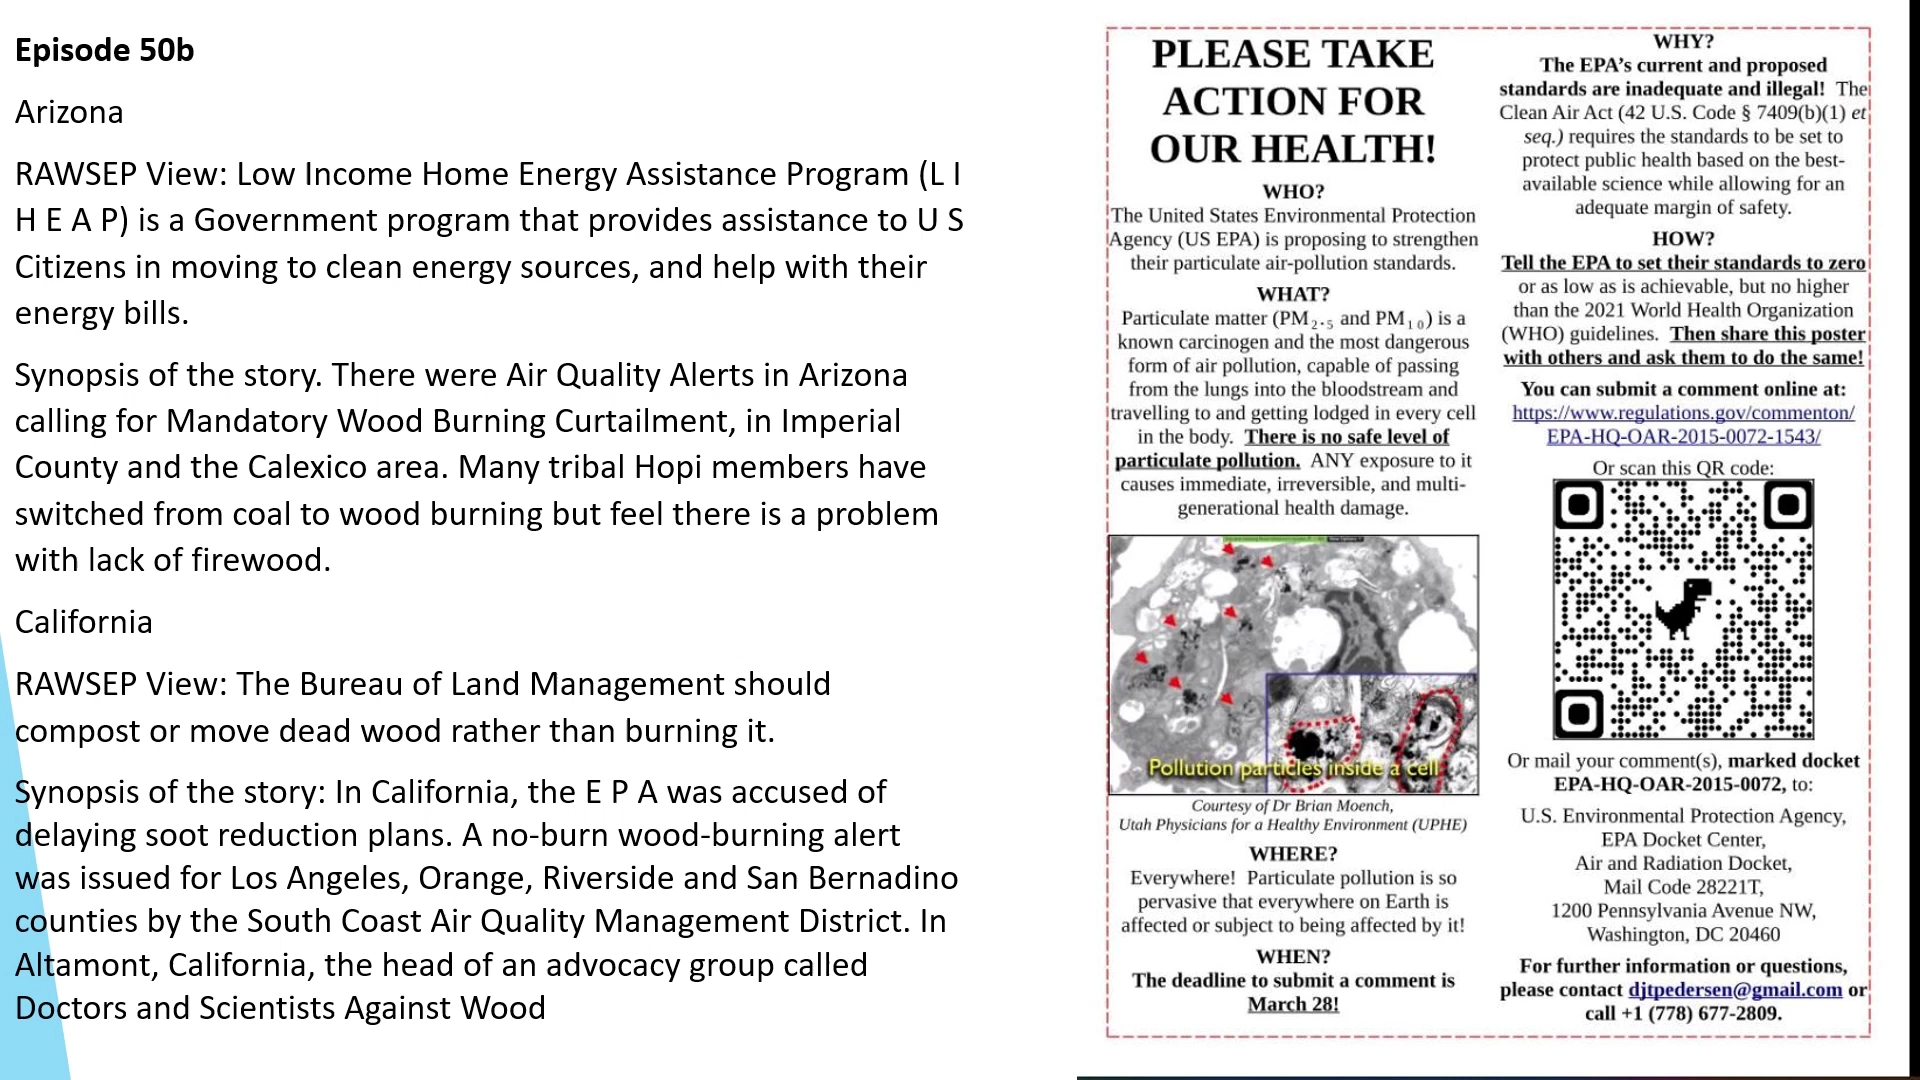 Episode 50b
Arizona
RAWSEP View: Low Income Home Energy Assistance Program (L I
H E A P) is a Government program that provides assistance to U S
Citizens in moving to clean energy sources, and help with their
energy bills.
Synopsis of the story. There were Air Quality Alerts in Arizona
calling for Mandatory Wood Burning Curtailment, in Imperial
County and the Calexico area. Many tribal Hopi members have
switched from coal to wood burning but feel there is a problem
with lack of firewood.
California
RAWSEP View: The Bureau of Land Management should
compost or move dead wood rather than burning it.
Synopsis of the story: In California, the E P A was accused of
delaying soot reduction plans. A no-burn wood-burning alert
was issued for Los Angeles, Orange, Riverside and San Bernadino
counties by the South Coast Air Quality Management District. In
Altamont, California, the head of an advocacy group called
Doctors and Scientists Against Wood
PLEASE TAKE
ACTION FOR
OUR HEALTH!
WHO?
The United States Environmental Protection
Agency (US EPA) is proposing to strengthen
their particulate air-pollution standards.
WHAT?
Particulate matter (PM2.5 and PM10) is a
known carcinogen and the most dangerous
form of air pollution, capable of passing
from the lungs into the bloodstream and
travelling to and getting lodged in every cell
in the body. There is no safe level of
particulate pollution. ANY exposure to it
causes immediate, irreversible, and multi-
generational health damage.
Pollution particles inside a cell
Courtesy of Dr Brian Moench,
Utah Physicians for a Healthy Environment (UPHE)
WHERE?
Everywhere! Particulate pollution is so
pervasive that everywhere on Earth is
affected or subject to being affected by it!
WHEN?
The deadline to submit a comment is
March 28!
WHY?
The EPA's current and proposed
standards are inadequate and illegal! The
Clean Air Act (42 U.S. Code § 7409(b)(1) et
seq.) requires the standards to be set to
protect public health based on the best-
available science while allowing for an
adequate margin of safety.
HOW?
Tell the EPA to set their standards to zero
or as low as is achievable, but no higher
than the 2021 World Health Organization
(WHO) guidelines. Then share this poster
with others and ask them to do the same!
You can submit a comment online at:
https://www.regulations.gov/commenton/
EPA-HQ-OAR-2015-0072-1543/
Or scan this QR code:
Or mail your comment(s), marked docket
EPA-HQ-OAR-2015-0072, to:
U.S. Environmental Protection Agency,
EPA Docket Center,
Air and Radiation Docket,
Mail Code 28221T,
1200 Pennsylvania Avenue NW,
Washington, DC 20460
For further information or questions,
please contact djtpedersen@gmail.com or
call +1 (778) 677-2809.